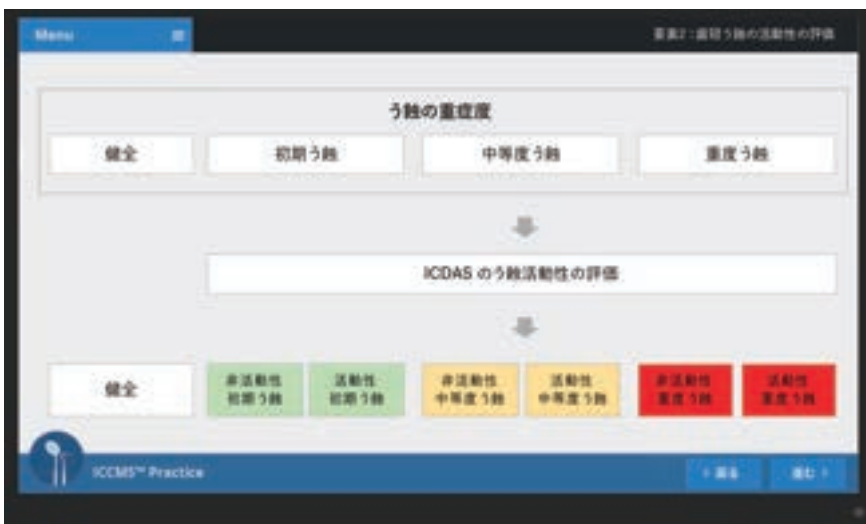 Menu
要素2：歯冠う蝕の活動性の評価
う蝕の重症度
健全
初期う蝕
中等度う蝕
重度う蝕
ICDAS のう蝕活動性の評価
健全
非活動性
初期う蝕
活動性
初期う蝕
非活動性
中等度う蝕
活動性
中等度う蝕
非活動性
重度う蝕
活動性
重度う蝕
ICCMS™ Practice
戻る
進む